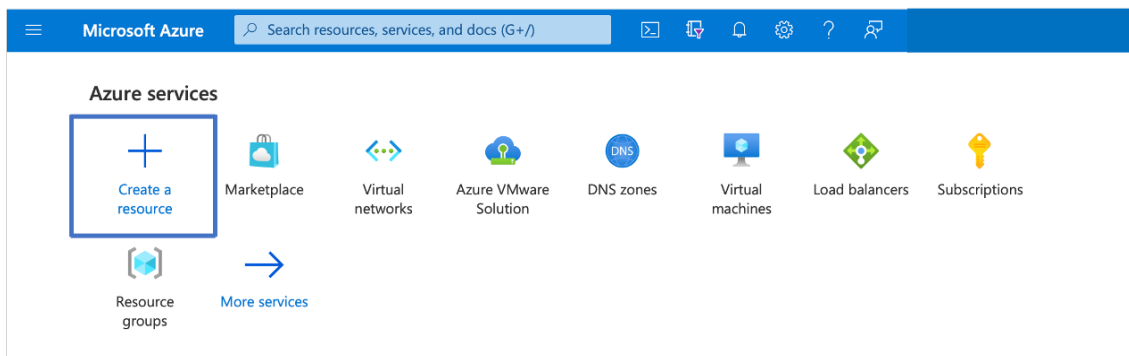 Microsoft Azure
Search resources, services, and docs (G+/)
Azure services
Create a
resource
Marketplace
Virtual
networks
Azure VMware
Solution
DNS
DNS zones
Virtual
machines
Load balancers
Subscriptions
Resource
groups
More services